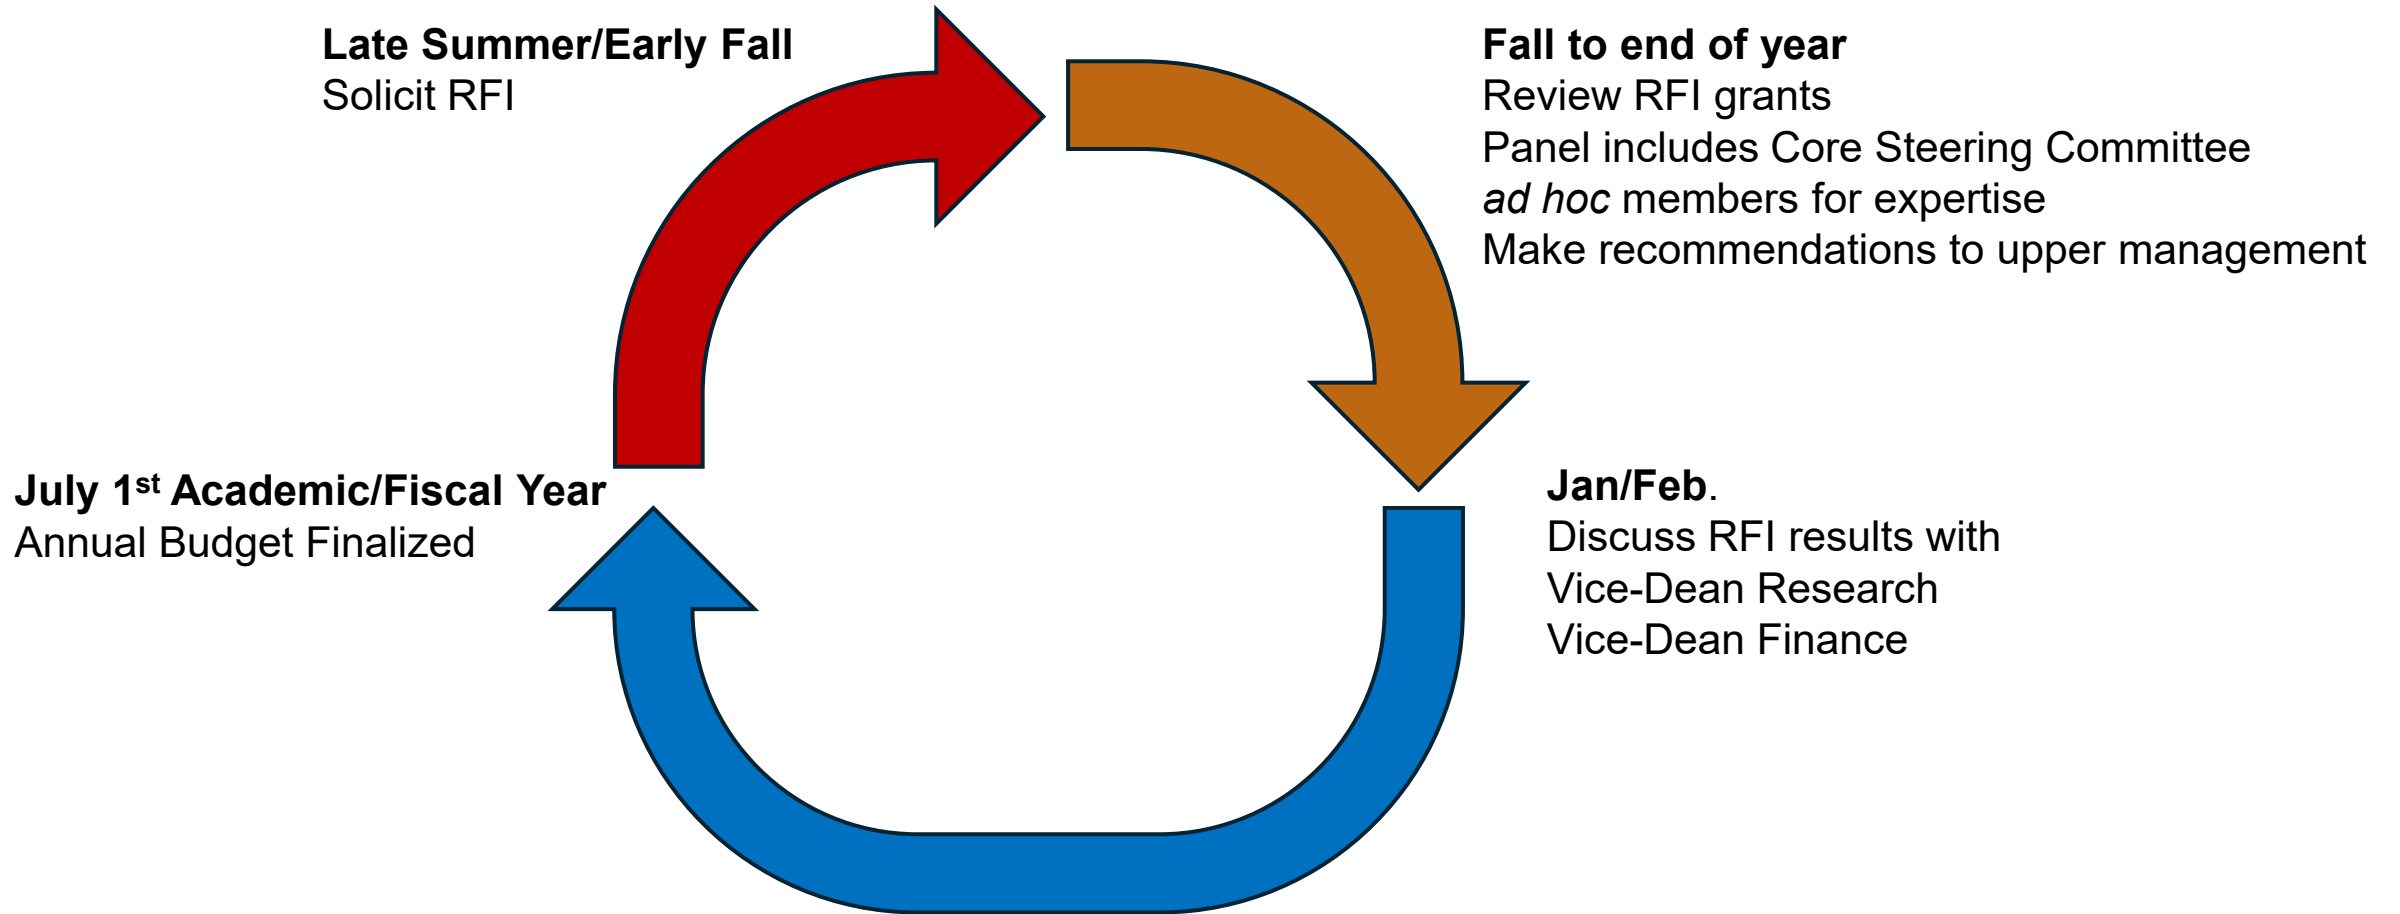 Late Summer/Early Fall
Solicit RFI
Fall to end of year
Review RFI grants
Panel includes Core Steering Committee
ad hoc members for expertise
Make recommendations to upper management
July 1st Academic/Fiscal Year
Annual Budget Finalized
Jan/Feb.
Discuss RFI results with
Vice-Dean Research
Vice-Dean Finance